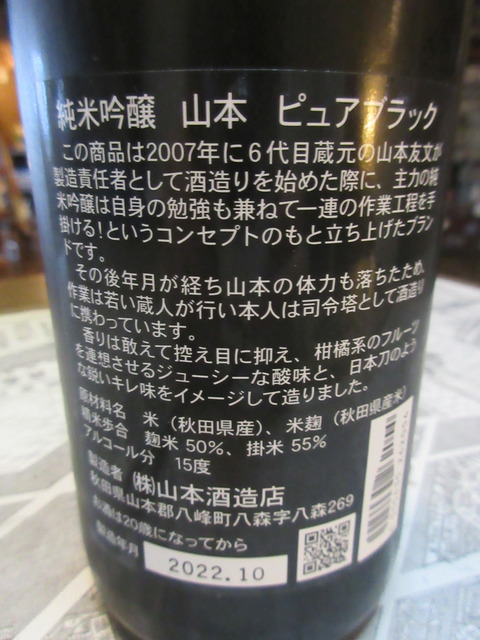 純米吟醸 山本 ピュアブラック
この商品は2007年に6代目蔵元の山本友文が
製造責任者として酒造りを始めた際に、主力の純
米吟醸は自身の勉強も兼ねて一連の作業工程を手
掛ける!というコンセプトのもと立ち上げたブラン
ドです。
その後年月が経ち山本の体力も落ちたため、
作業は若い蔵人が行い本人は司令塔として酒造り
に携わっています。
香りは敢えて控え目に抑え、柑橘系のフルーツ
を連想させるジューシーな酸味と、日本刀のよう
な鋭いキレ味をイメージして造りました。
原材料名 米(秋田県産)、米麹(秋田県産米)
精米歩合 麹米50%、掛米55%
アルコール分 15度
製造者 ㈱山本酒造店
秋田県山本郡八峰町八森字八森269
お酒は20歳になってから
製造年月 2022.10